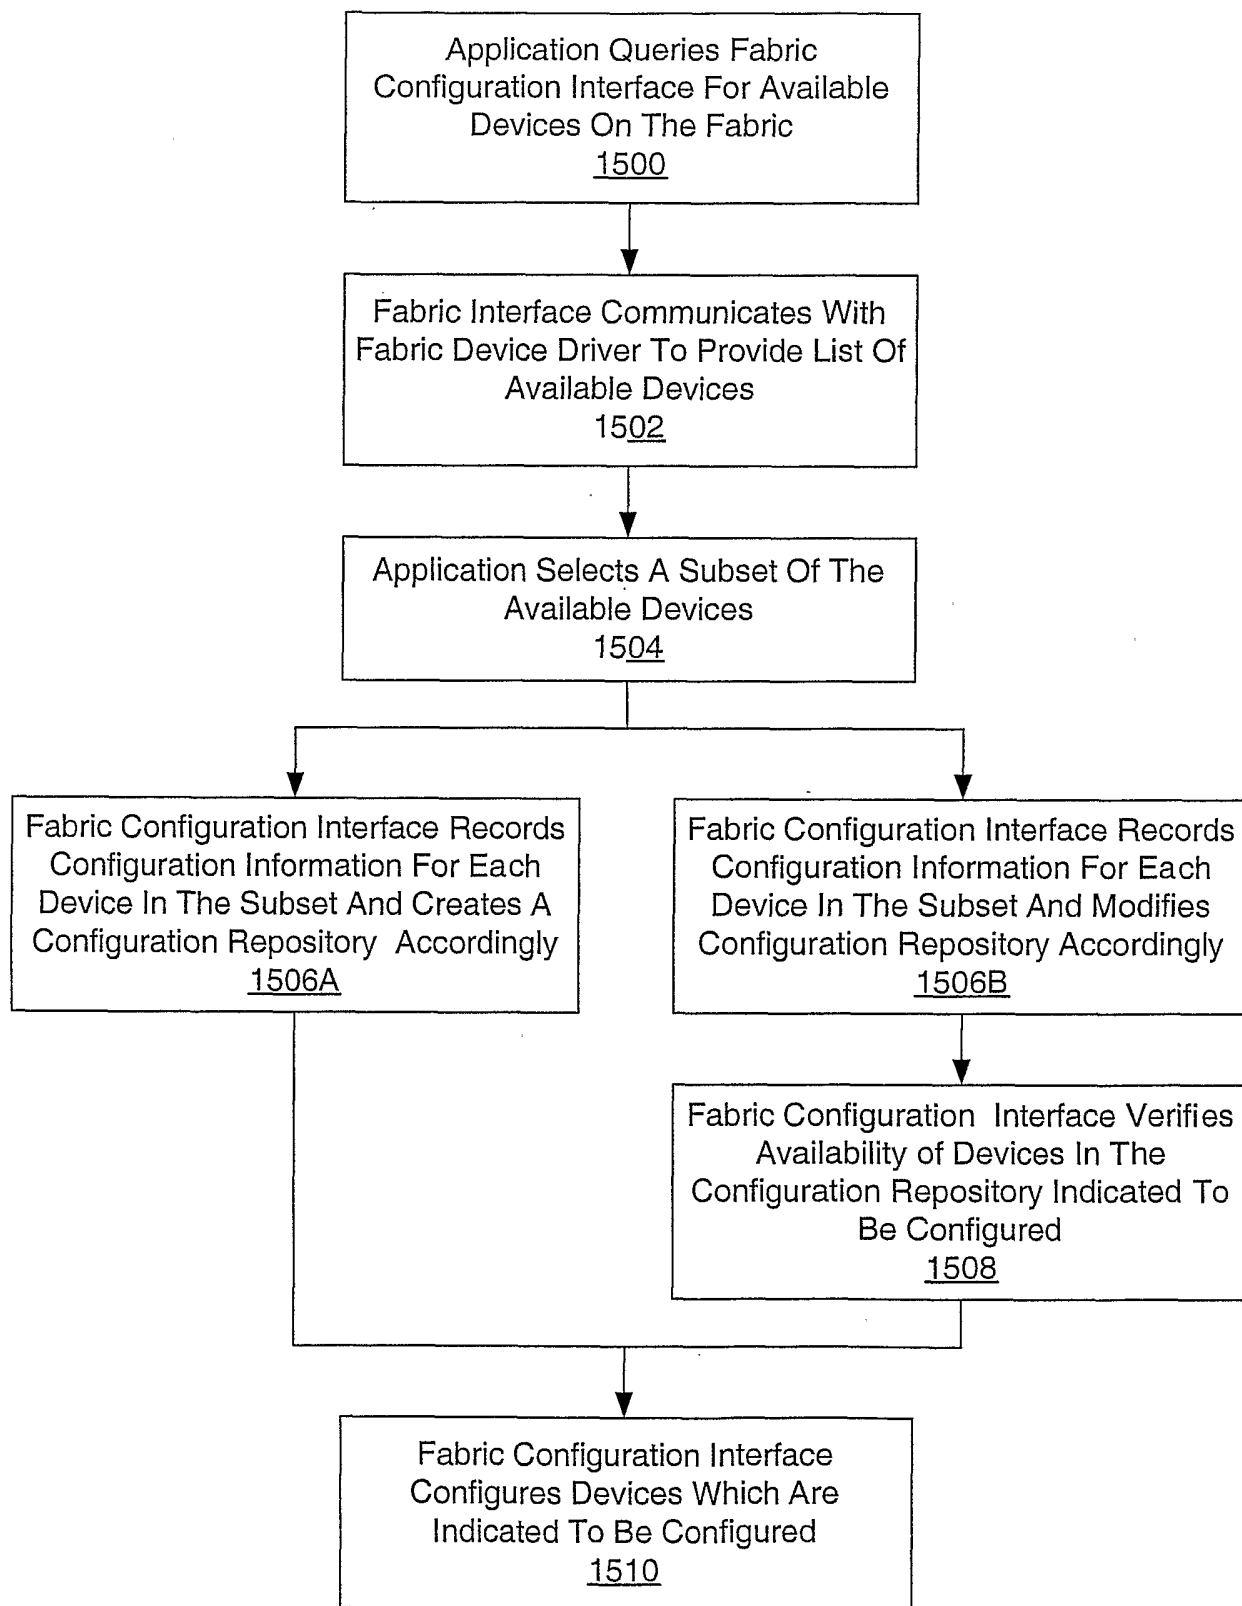 Application Queries Fabric
Configuration Interface For Available
Devices On The Fabric
1500
Fabric Interface Communicates With
Fabric Device Driver To Provide List Of
Available Devices
1502
Application Selects A Subset Of The
Available Devices
1504
Fabric Configuration Interface Records
Configuration Information For Each
Device In The Subset And Creates A
Configuration Repository Accordingly
1506A
Fabric Configuration Interface Records
Configuration Information For Each
Device In The Subset And Modifies
Configuration Repository Accordingly
1506B
Fabric Configuration Interface Verifies
Availability of Devices In The
Configuration Repository Indicated To
Be Configured
1508
Fabric Configuration Interface
Configures Devices Which Are
Indicated To Be Configured
1510